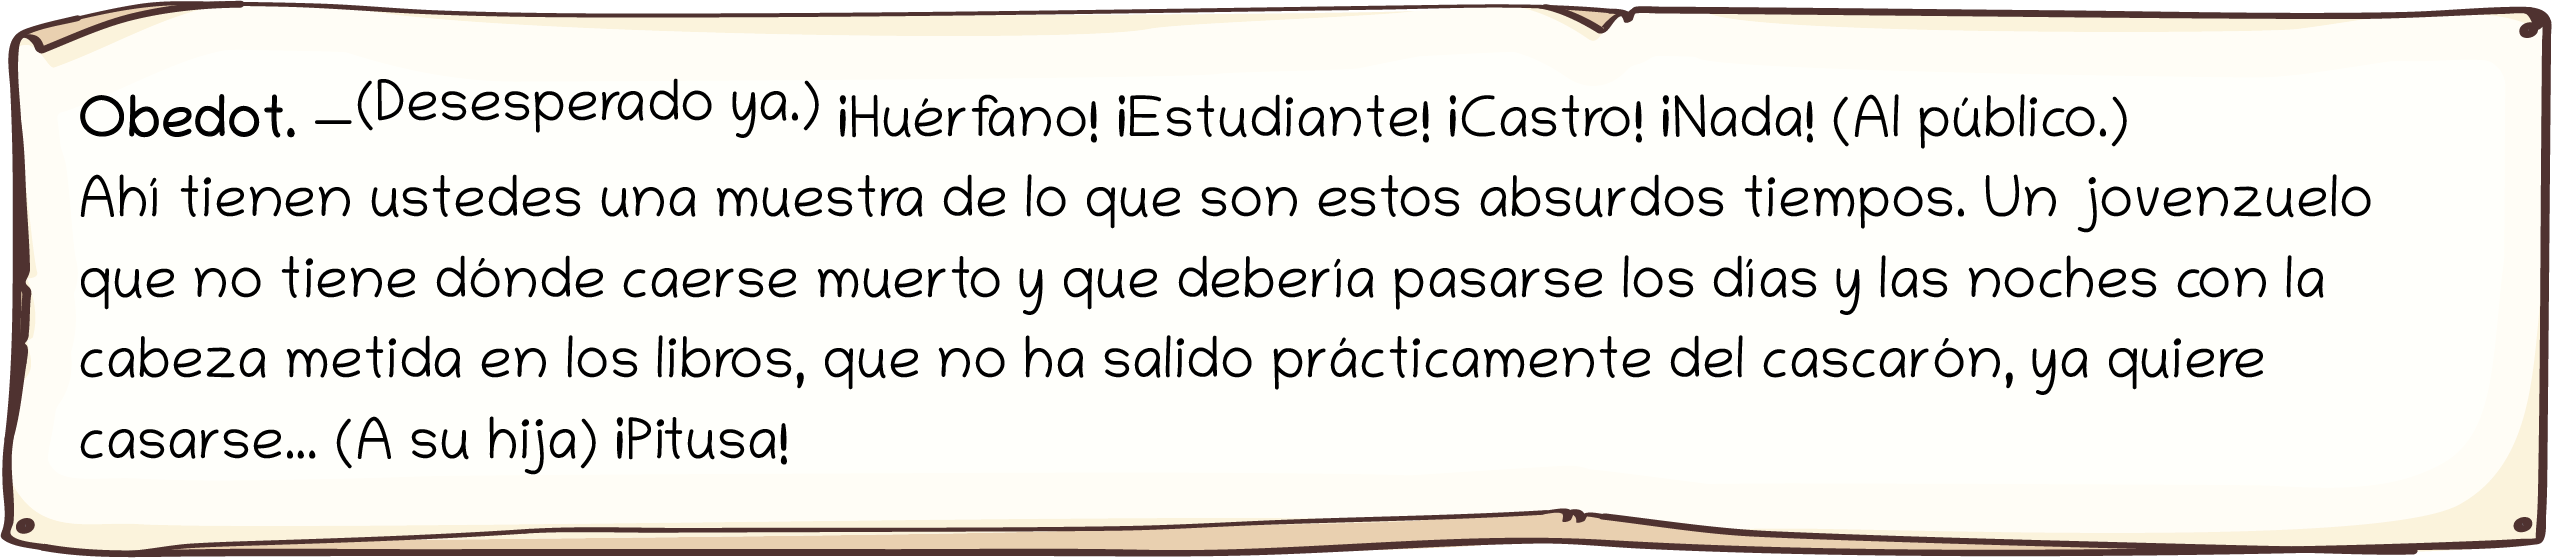 Obedot. —(Desesperado ya.) ¡Huérfano! ¡Estudiante! ¡Castro! ¡Nada! (Al público.)
Ahí tienen ustedes una muestra de lo que son estos absurdos tiempos. Un jovenzuelo
que no tiene dónde caerse muerto y que debería pasarse los días y las noches con la
cabeza metida en los libros, que no ha salido prácticamente del cascarón, ya quiere
casarse... (A su hija) ¡Pitusa!